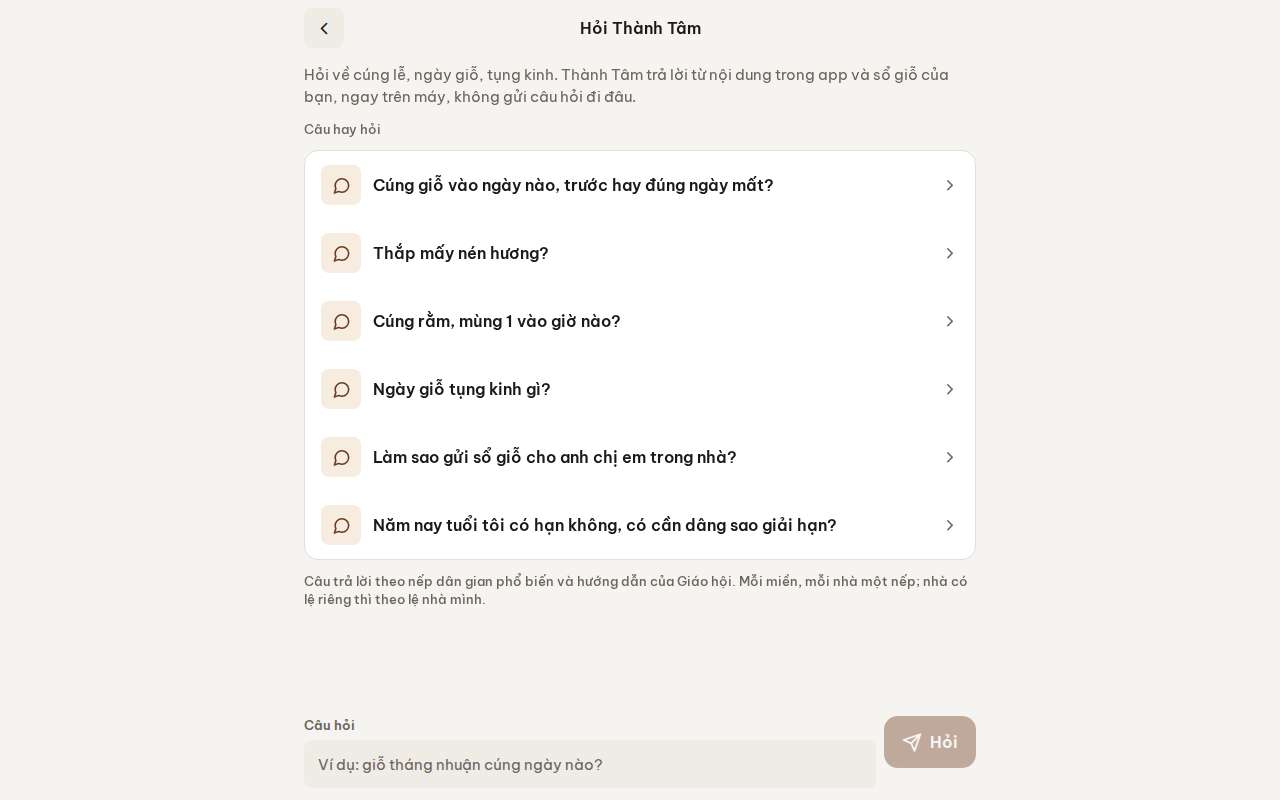 Hỏi Thành Tâm
Hỏi về cúng lễ, ngày giỗ, tụng kinh. Thành Tâm trả lời từ nội dung trong app và sổ giỗ của
bạn, ngay trên máy, không gửi câu hỏi đi đâu.
Câu hay hỏi
Cúng giỗ vào ngày nào, trước hay đúng ngày mất?
Thắp mấy nén hương?
Cúng rằm, mùng 1 vào giờ nào?
Ngày giỗ tụng kinh gì?
Làm sao gửi sổ giỗ cho anh chị em trong nhà?
Năm nay tuổi tôi có hạn không, có cần dâng sao giải hạn?
Câu trả lời theo nếp dân gian phổ biến và hướng dẫn của Giáo hội. Mỗi miền, mỗi nhà một nếp; nhà có
lệ riêng thì theo lệ nhà mình.
Câu hỏi
Ví dụ: giỗ tháng nhuận cúng ngày nào?
Hỏi